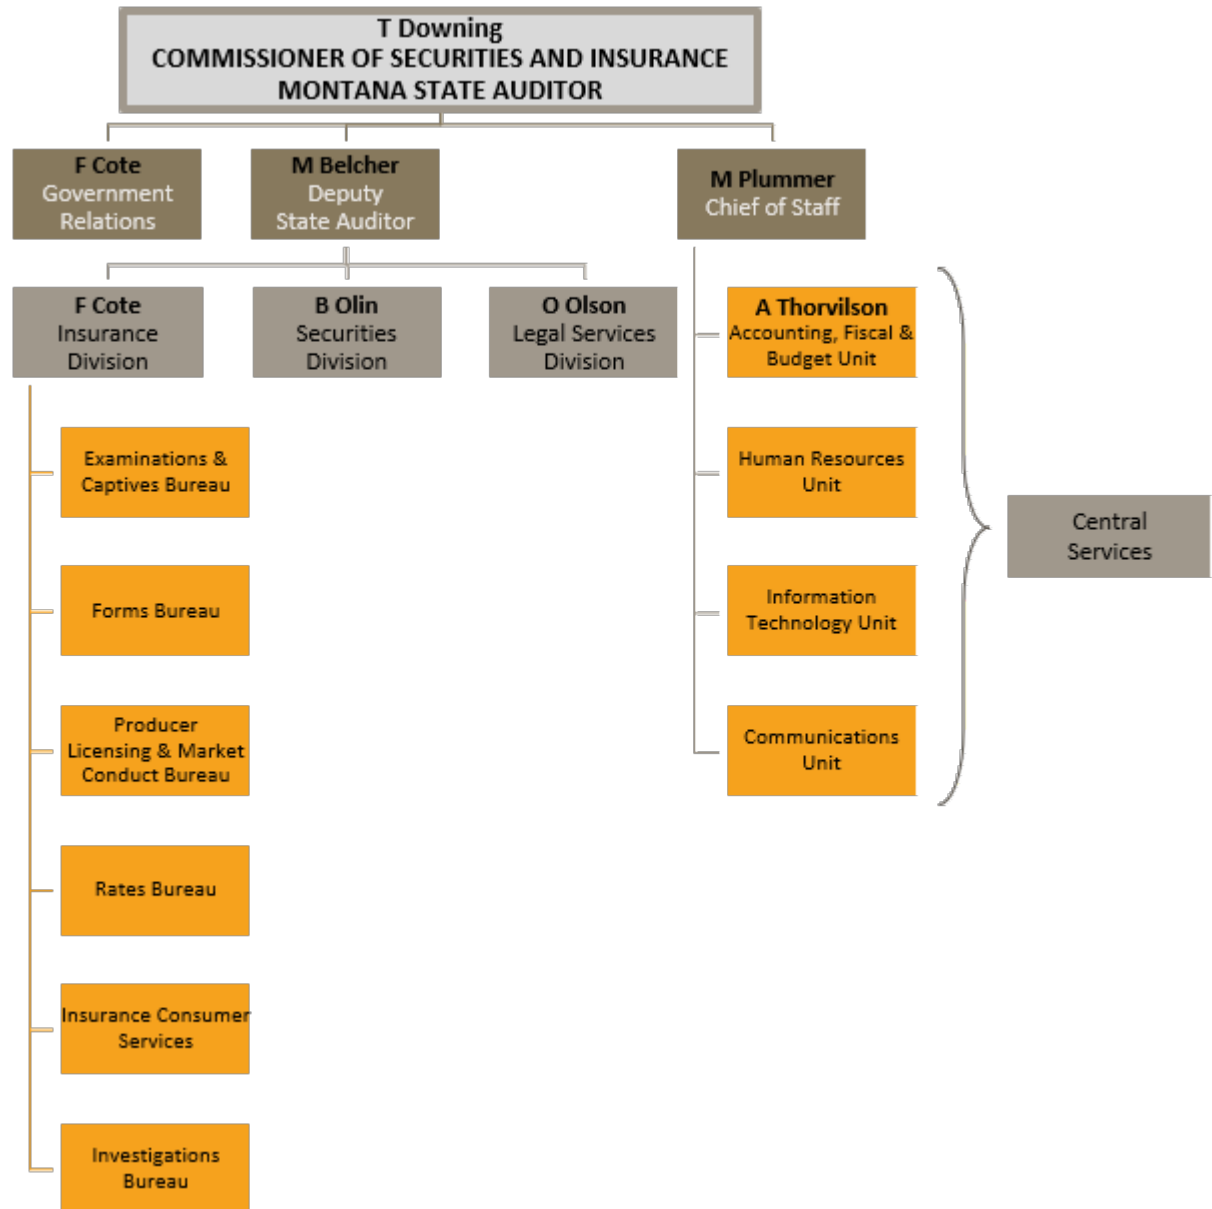 T Downing
COMMISSIONER OF SECURITIES AND INSURANCE
MONTANA STATE AUDITOR
F Cote
Government
Relations
M Belcher
Deputy
State Auditor
M Plummer
Chief of Staff
F Cote
Insurance
Division
B Olin
Securities
Division
O Olson
Legal Services
Division
A Thorvilson
Accounting, Fiscal &
Budget Unit
Examinations &
Captives Bureau
Human Resources
Unit
Central
Services
Forms Bureau
Information
Technology Unit
Producer
Licensing & Market
Conduct Bureau
Communications
Unit
Rates Bureau
Insurance Consumer
Services
Investigations
Bureau